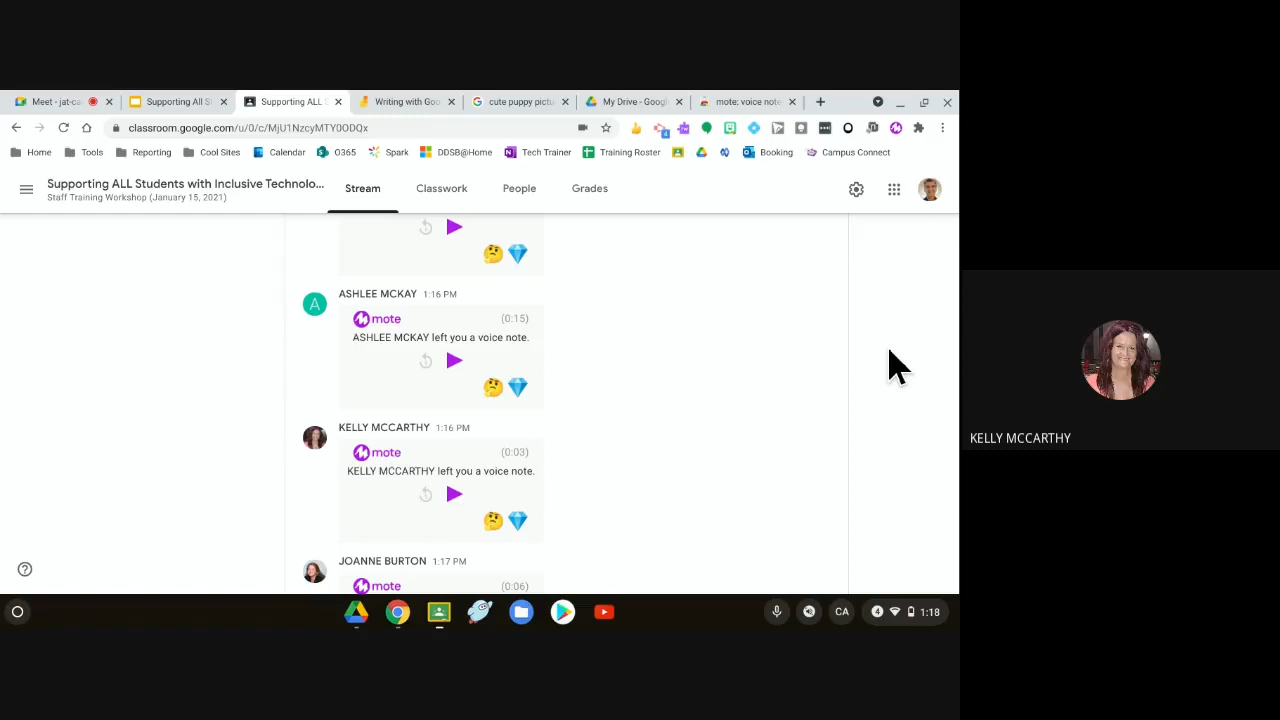 Meet - jat-ca
Supporting All S
Supporting ALL S
Writing with Goo
cute puppy pictu
My Drive - Googl
mote: voice note
classroom.google.com/u/0/c/MjU1NzcyMTY0ODQx
Home
Tools
Reporting
Cool Sites
Calendar
O365
Spark
DDSB@Home
Tech Trainer
Training Roster
Booking
Campus Connect
Supporting ALL Students with Inclusive Technolo...
Staff Training Workshop (January 15, 2021)
Stream
Classwork
People
Grades
ASHLEE MCKAY 1:16 PM
A
mote (0:15)
ASHLEE MCKAY left you a voice note.
KELLY MCCARTHY 1:16 PM
mote (0:03)
KELLY MCCARTHY left you a voice note.
JOANNE BURTON 1:17 PM
mote (0:06)
CA
4
1:18
KELLY MCCARTHY